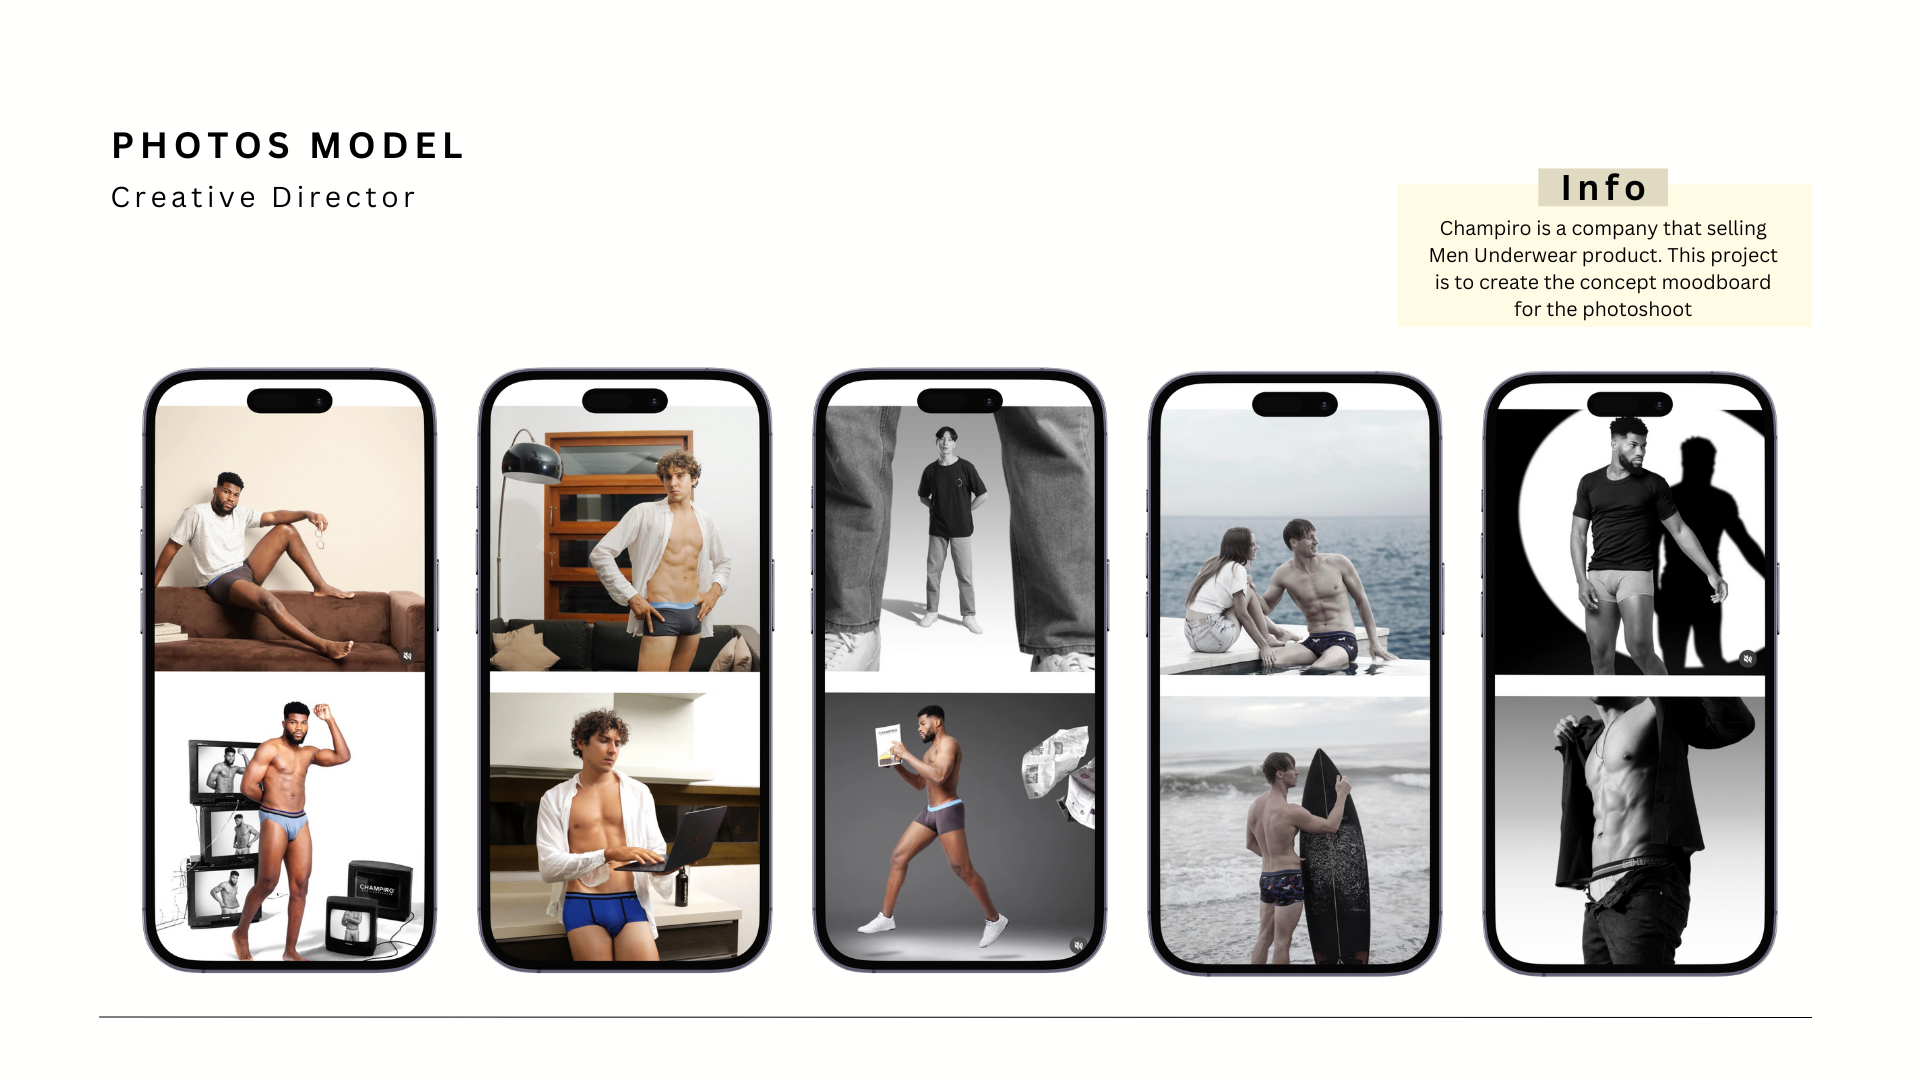 PHOTOS MODEL
Creative Director
Info
Champiro is a company that selling
Men Underwear product. This project
is to create the concept moodboard
for the photoshoot
CHAMPIRO
CHAMPIRO